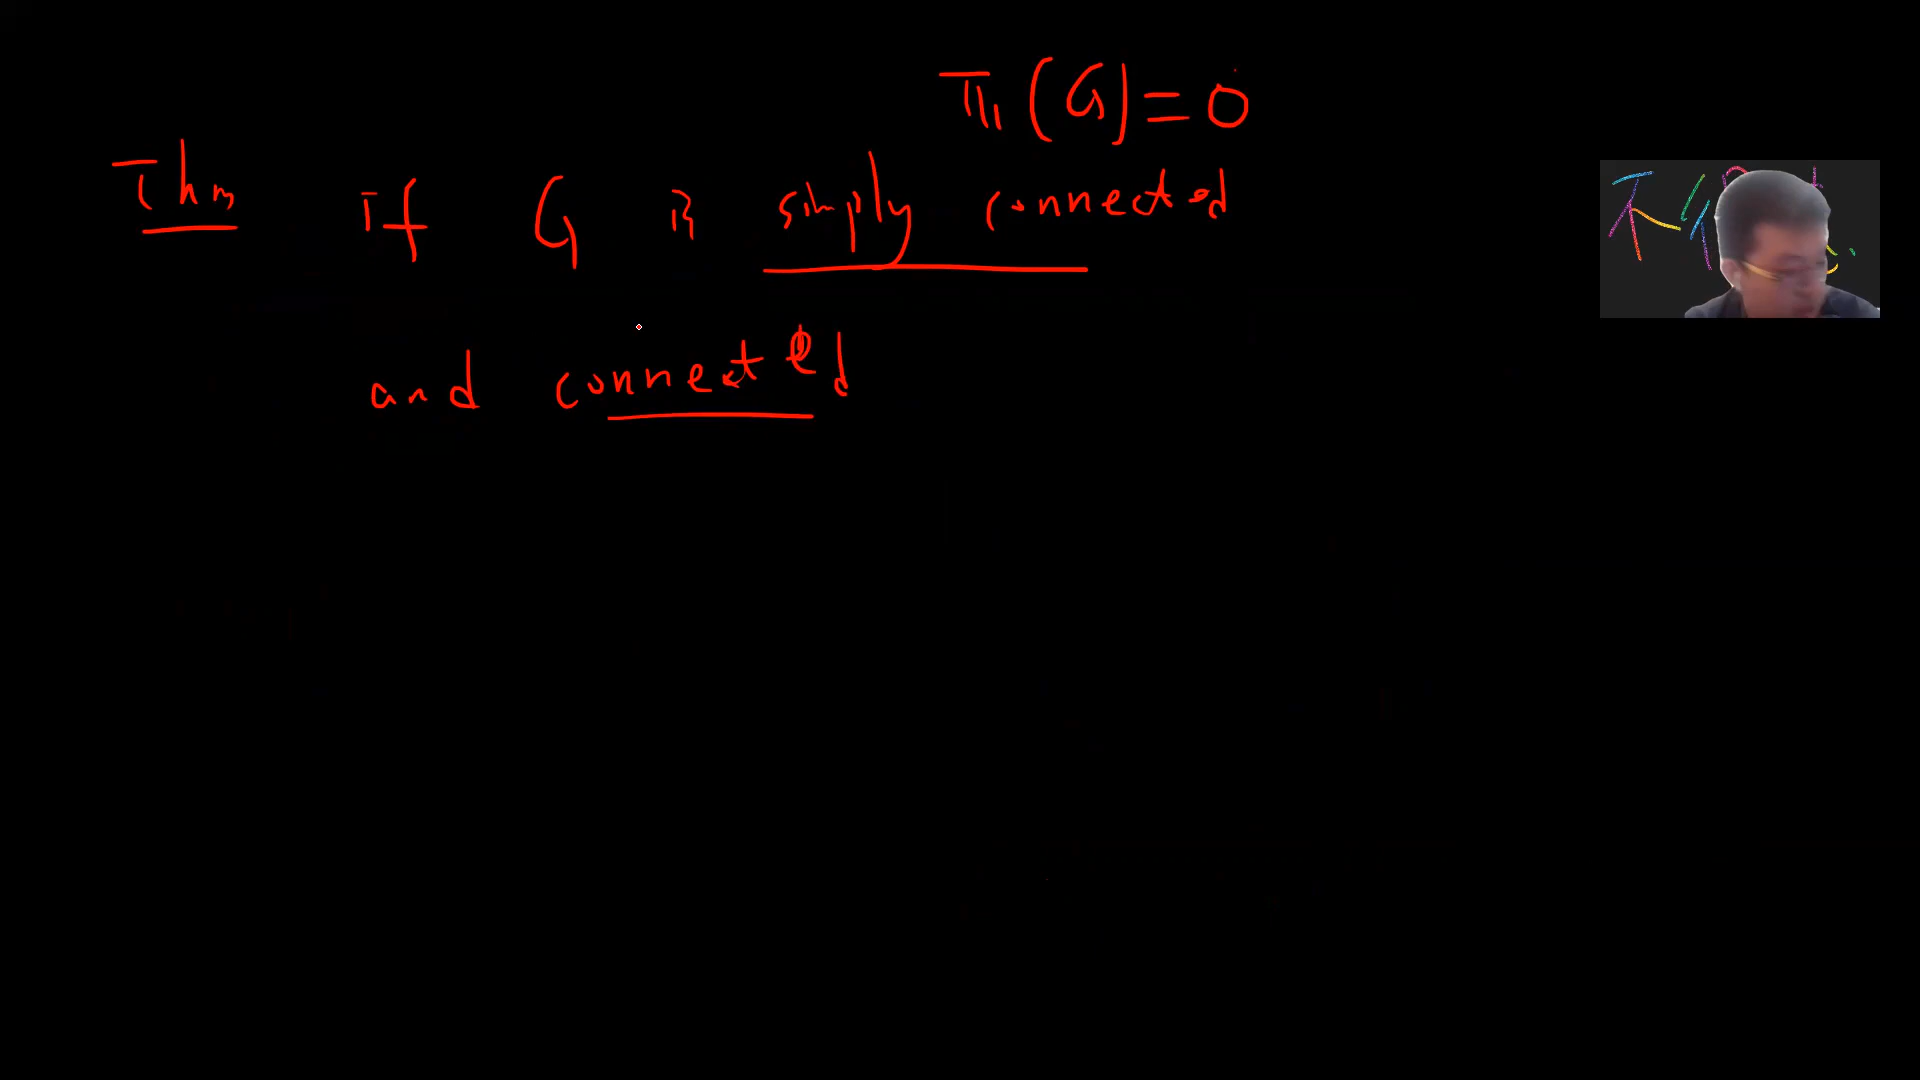 π₁(G)=0
Thm If G is simply connected
and connected